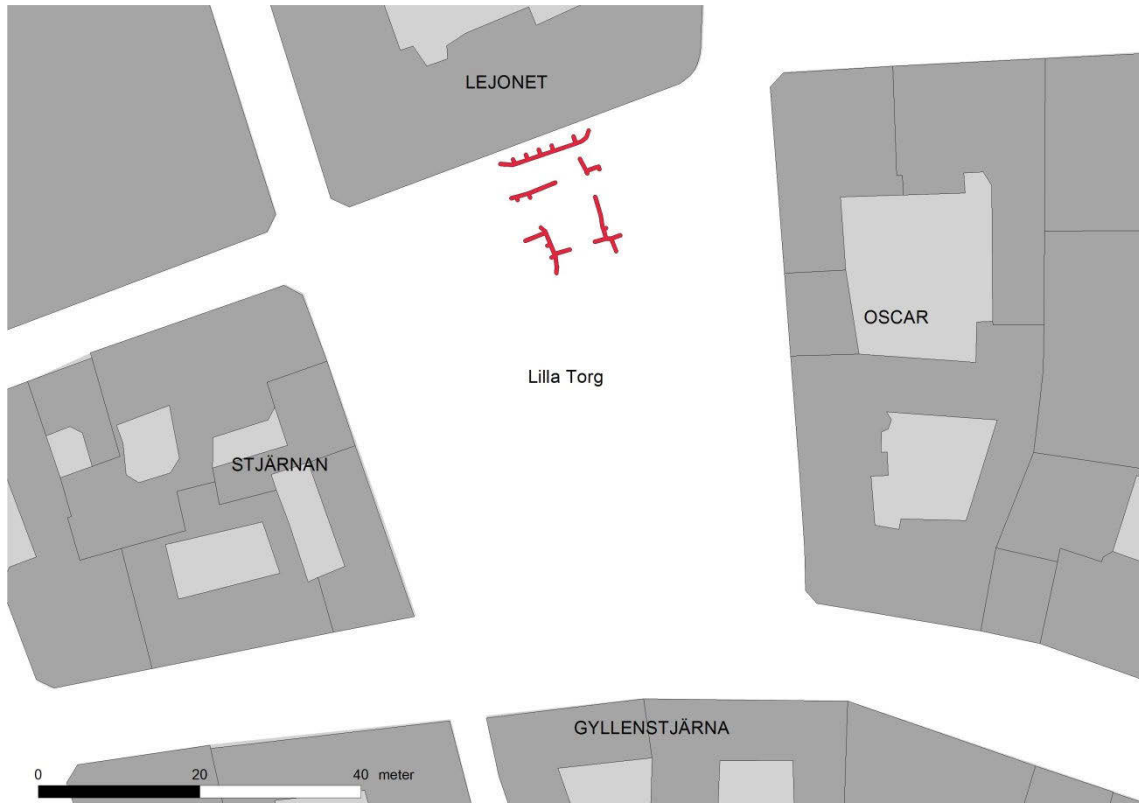 LEJONET
OSCAR
Lilla Torg
STJÄRNAN
GYLLENSTJÄRNA
0 20 40 meter